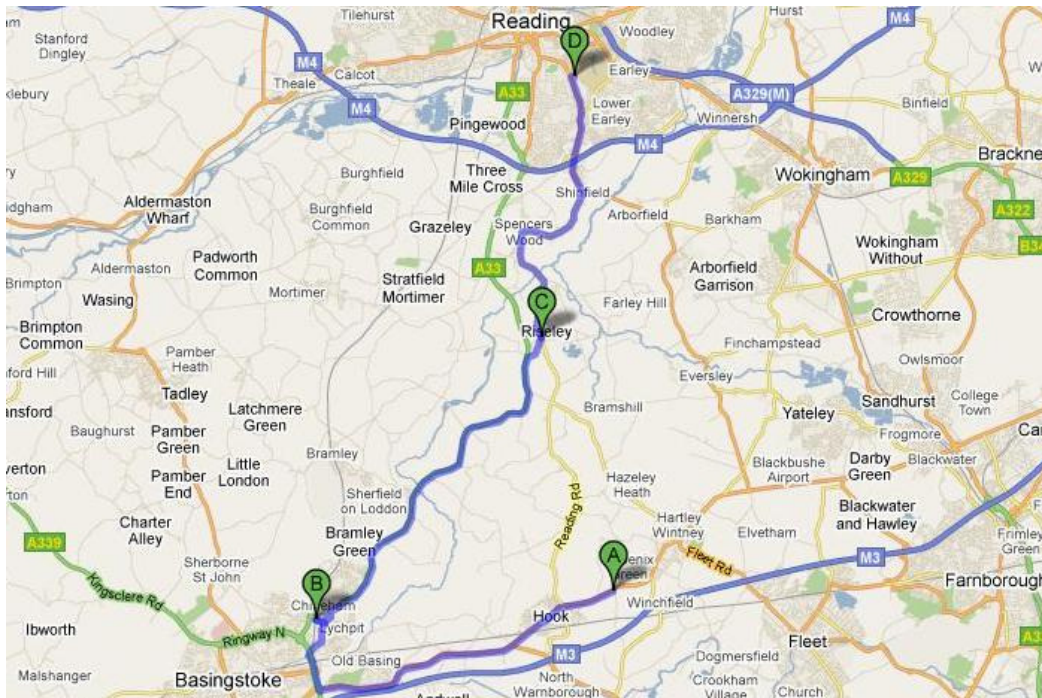 Tilehurst
Reading
Woodley
Hurst
M4
Stanford
Dingley
M4
Theale
Calcot
D
Earley
A33
A329(M)
Binfield
M4
Lower
Earley
Winnersh
Pingewood
M4
Burghfield
Three
Mile Cross
Shinfield
Wokingham
A329
Aldermaston
Wharf
Burghfield
Common
Grazeley
Spencers
Wood
Arborfield
Barkham
A322
Aldermaston
Padworth
Common
A33
Wokingham
Without
Brimpton
Wasing
Mortimer
Stratfield
Mortimer
Arborfield
Garrison
Farley Hill
C
Riseley
Crowthorne
Brimpton
Common
Finchampstead
Owlsmoor
Pamber
Heath
Eversley
Tadley
Latchmere
Green
Bramshill
Yateley
Sandhurst
College
Town
Baughurst
Pamber
Green
Frogmore
Little
London
Bramley
Blackbushe
Airport
Darby
Green
Blackwater
Pamber
End
Sherfield
on Loddon
Hazeley
Heath
Reading Rd
Charter
Alley
Bramley
Green
Hartley
Wintney
Elvetham
Blackwater
and Hawley
A339
Frimley
Green
Sherborne
St John
A
Fleet Rd
M3
B
Farnborough
Kingsclere Rd
Winchfield
Hook
Lychpit
Ibworth
Ringway N
Fleet
Old Basing
M3
Malshanger
Basingstoke
North
Warnborough
Dogmersfield
Crookham
Village
Church